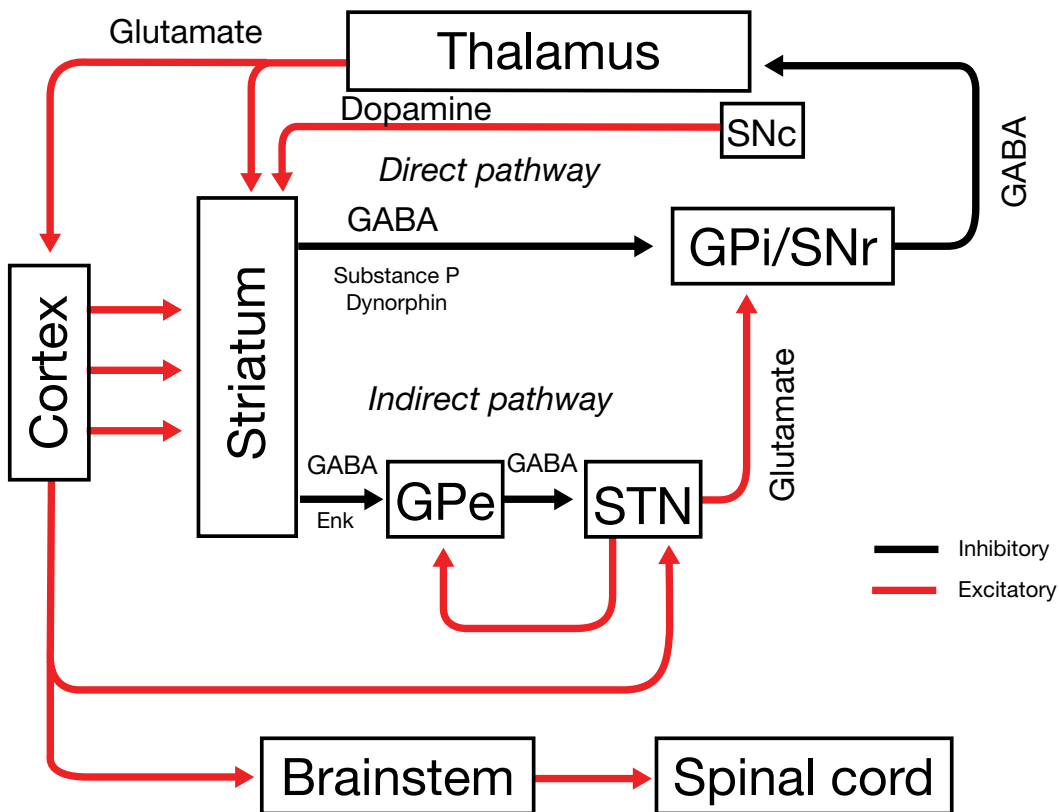 Glutamate
Thalamus
Dopamine
SNc
Direct pathway
GABA
GABA
GPi/SNr
Substance P
Dynorphin
Cortex
Striatum
Indirect pathway
Glutamate
GABA
GABA
GPe
STN
Enk
Inhibitory
Excitatory
Brainstem
Spinal cord